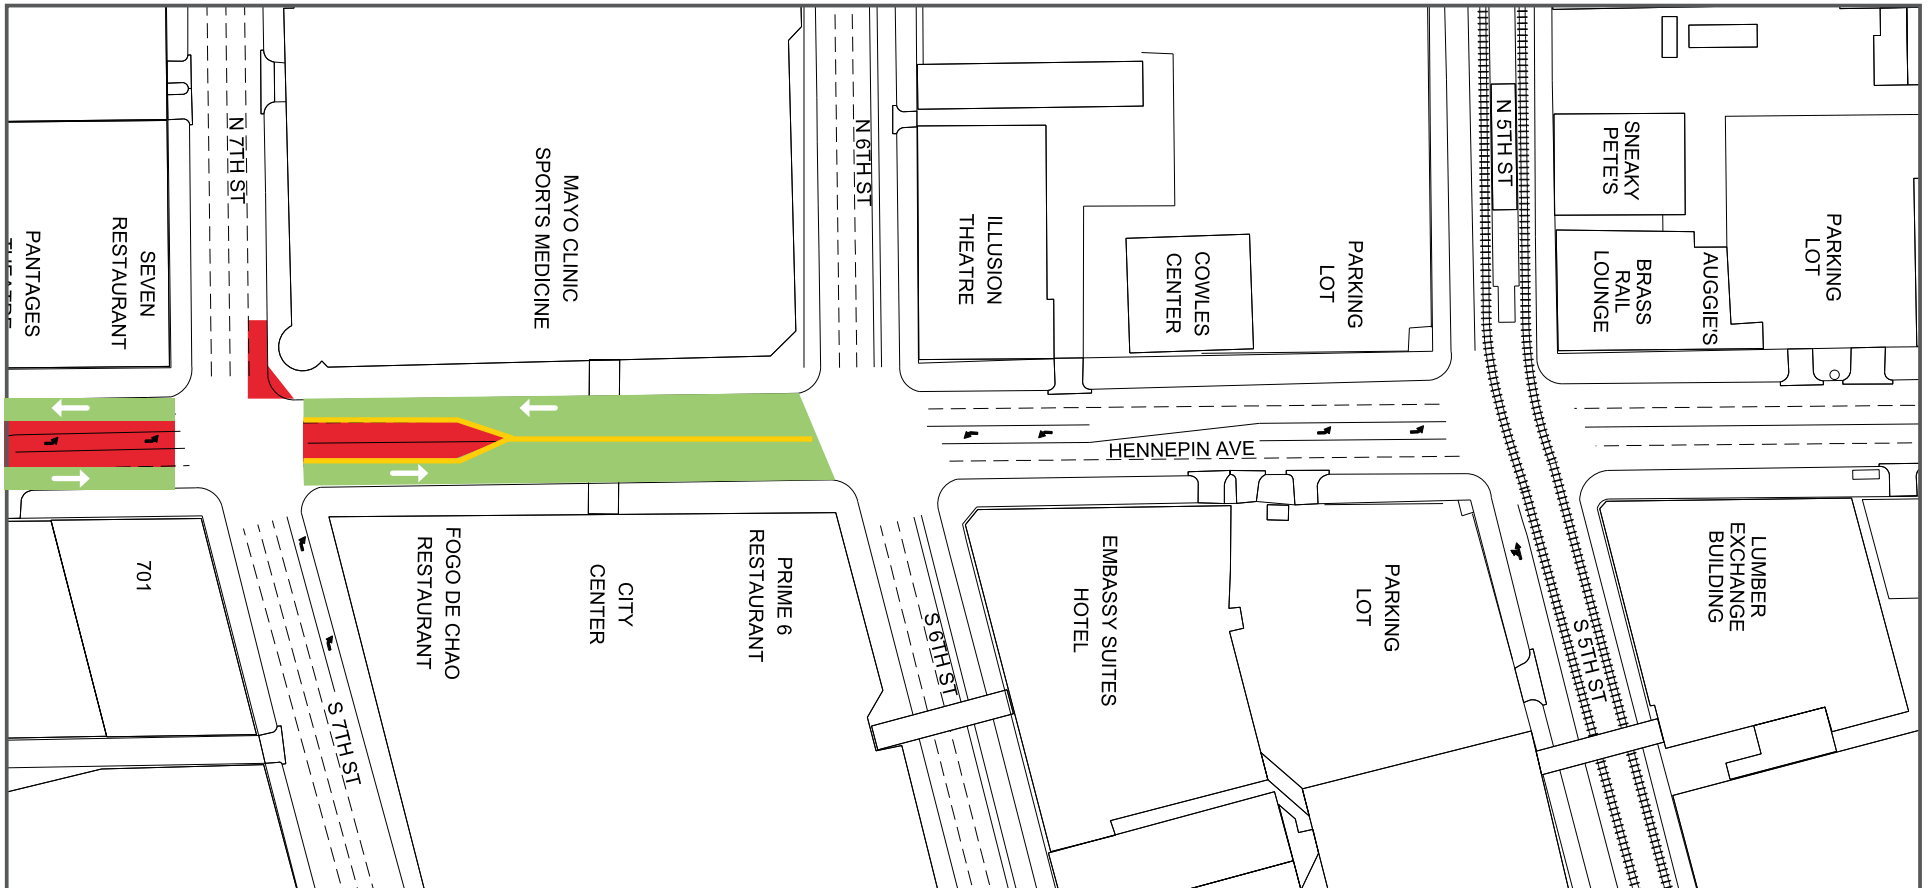 N 7TH ST
N 6TH ST
N 5TH ST
SNEAKY
PETE'S
MAYO CLINIC
SPORTS MEDICINE
ILLUSION
THEATRE
COWLES
CENTER
PARKING
LOT
BRASS
RAIL
LOUNGE
AUGGIE'S
PARKING
LOT
PANTAGES
THEATRE
SEVEN
RESTAURANT
HENNEPIN AVE
701
FOGO DE CHAO
RESTAURANT
CITY
CENTER
PRIME 6
RESTAURANT
EMBASSY SUITES
HOTEL
PARKING
LOT
LUMBER
EXCHANGE
BUILDING
S 7TH ST
S 6TH ST
S 5TH ST